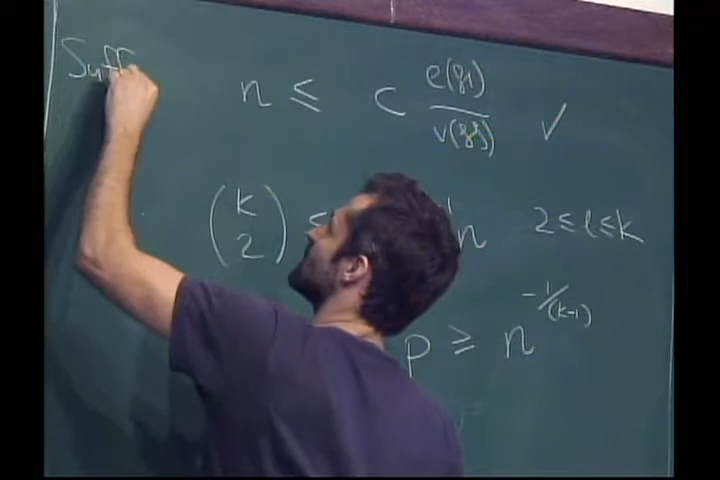 Suff
n ≤ c e(H) / v(H) ✓
(k 2) ≤ n 2 ≤ l ≤ k
p ≥ n^{-1/(k-1)}